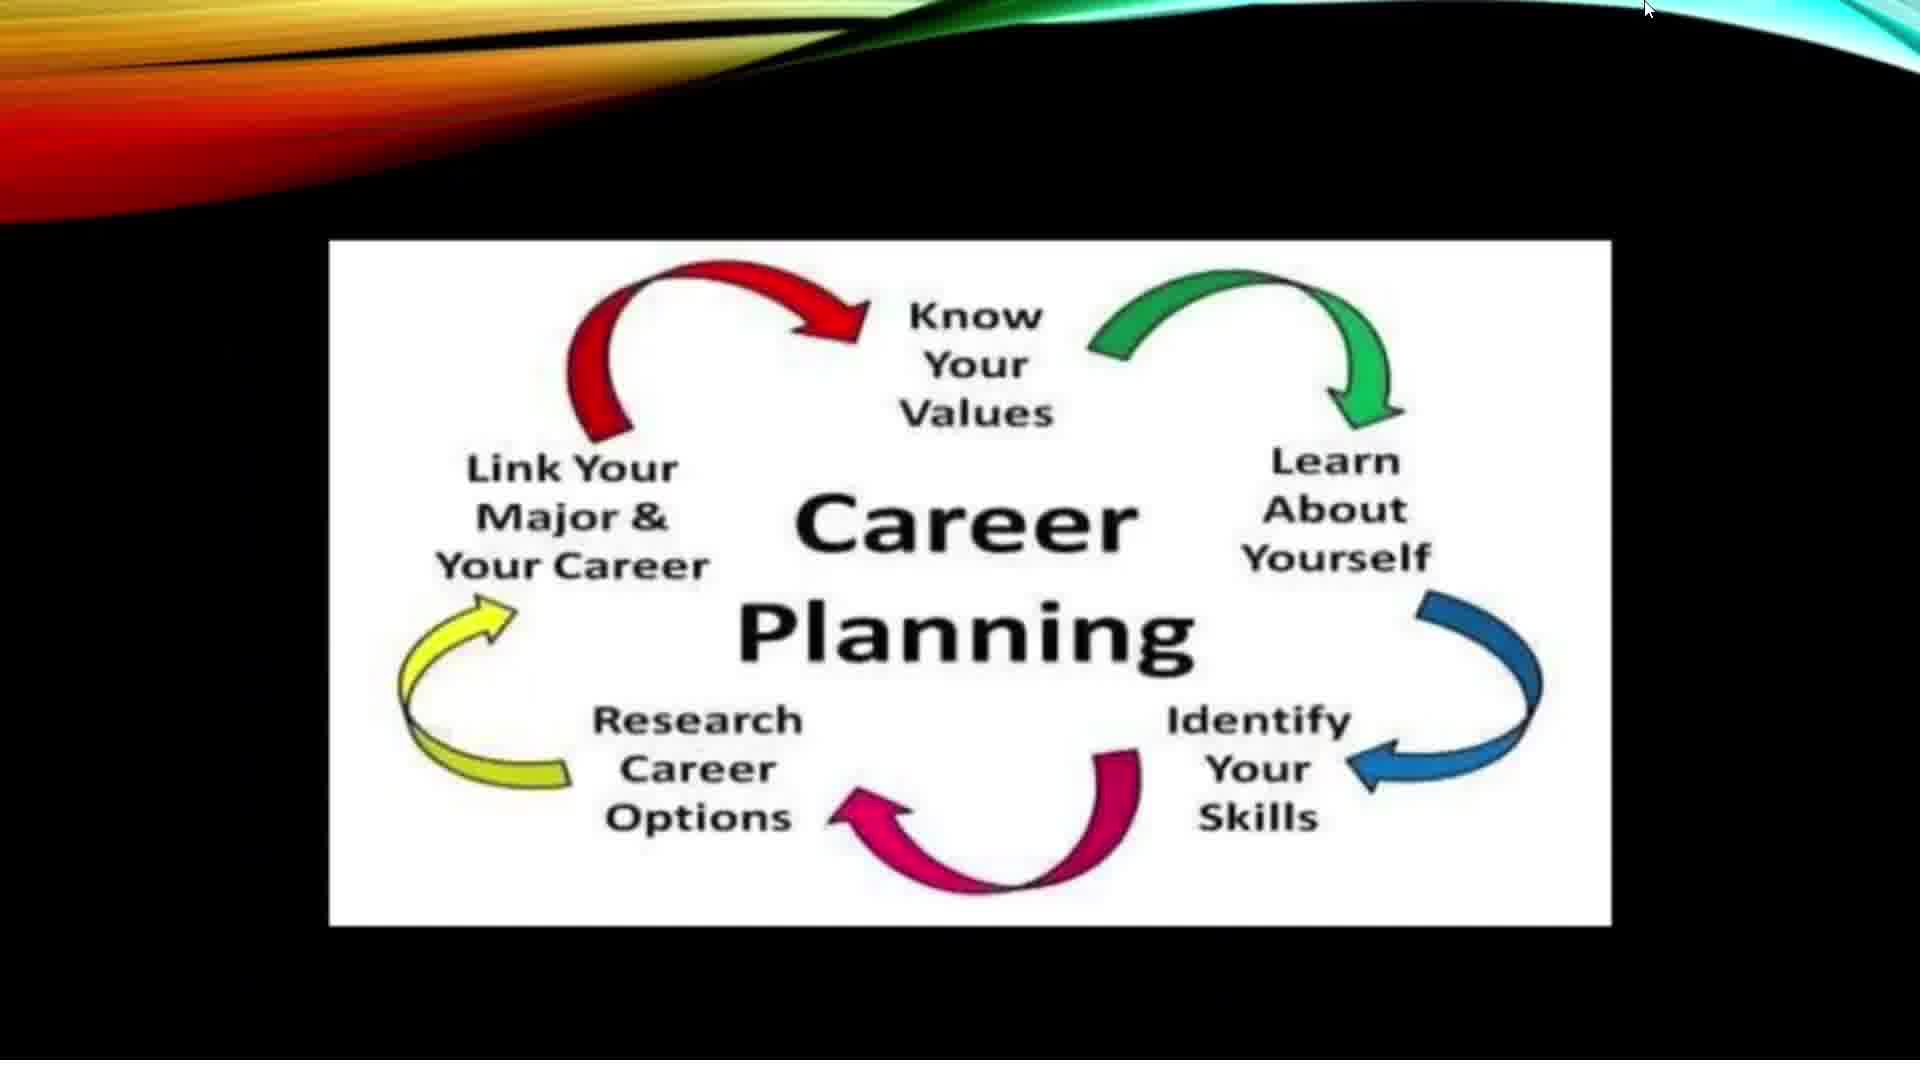 Know
Your
Values
Learn
About
Yourself
Identify
Your
Skills
Research
Career
Options
Link Your
Major &
Your Career
Career
Planning